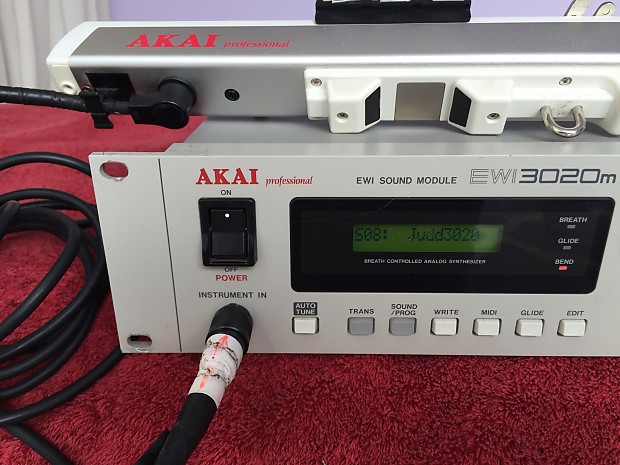 AKAI professional
AKAI professional
EWI SOUND MODULE EWI3020m
ON
OFF
POWER
INSTRUMENT IN
S08: Judd3020
BREATH CONTROLLED ANALOG SYNTHESIZER
BREATH
GLIDE
BEND
AUTO TUNE
TRANS
SOUND /PROG
WRITE
MIDI
GLIDE
EDIT